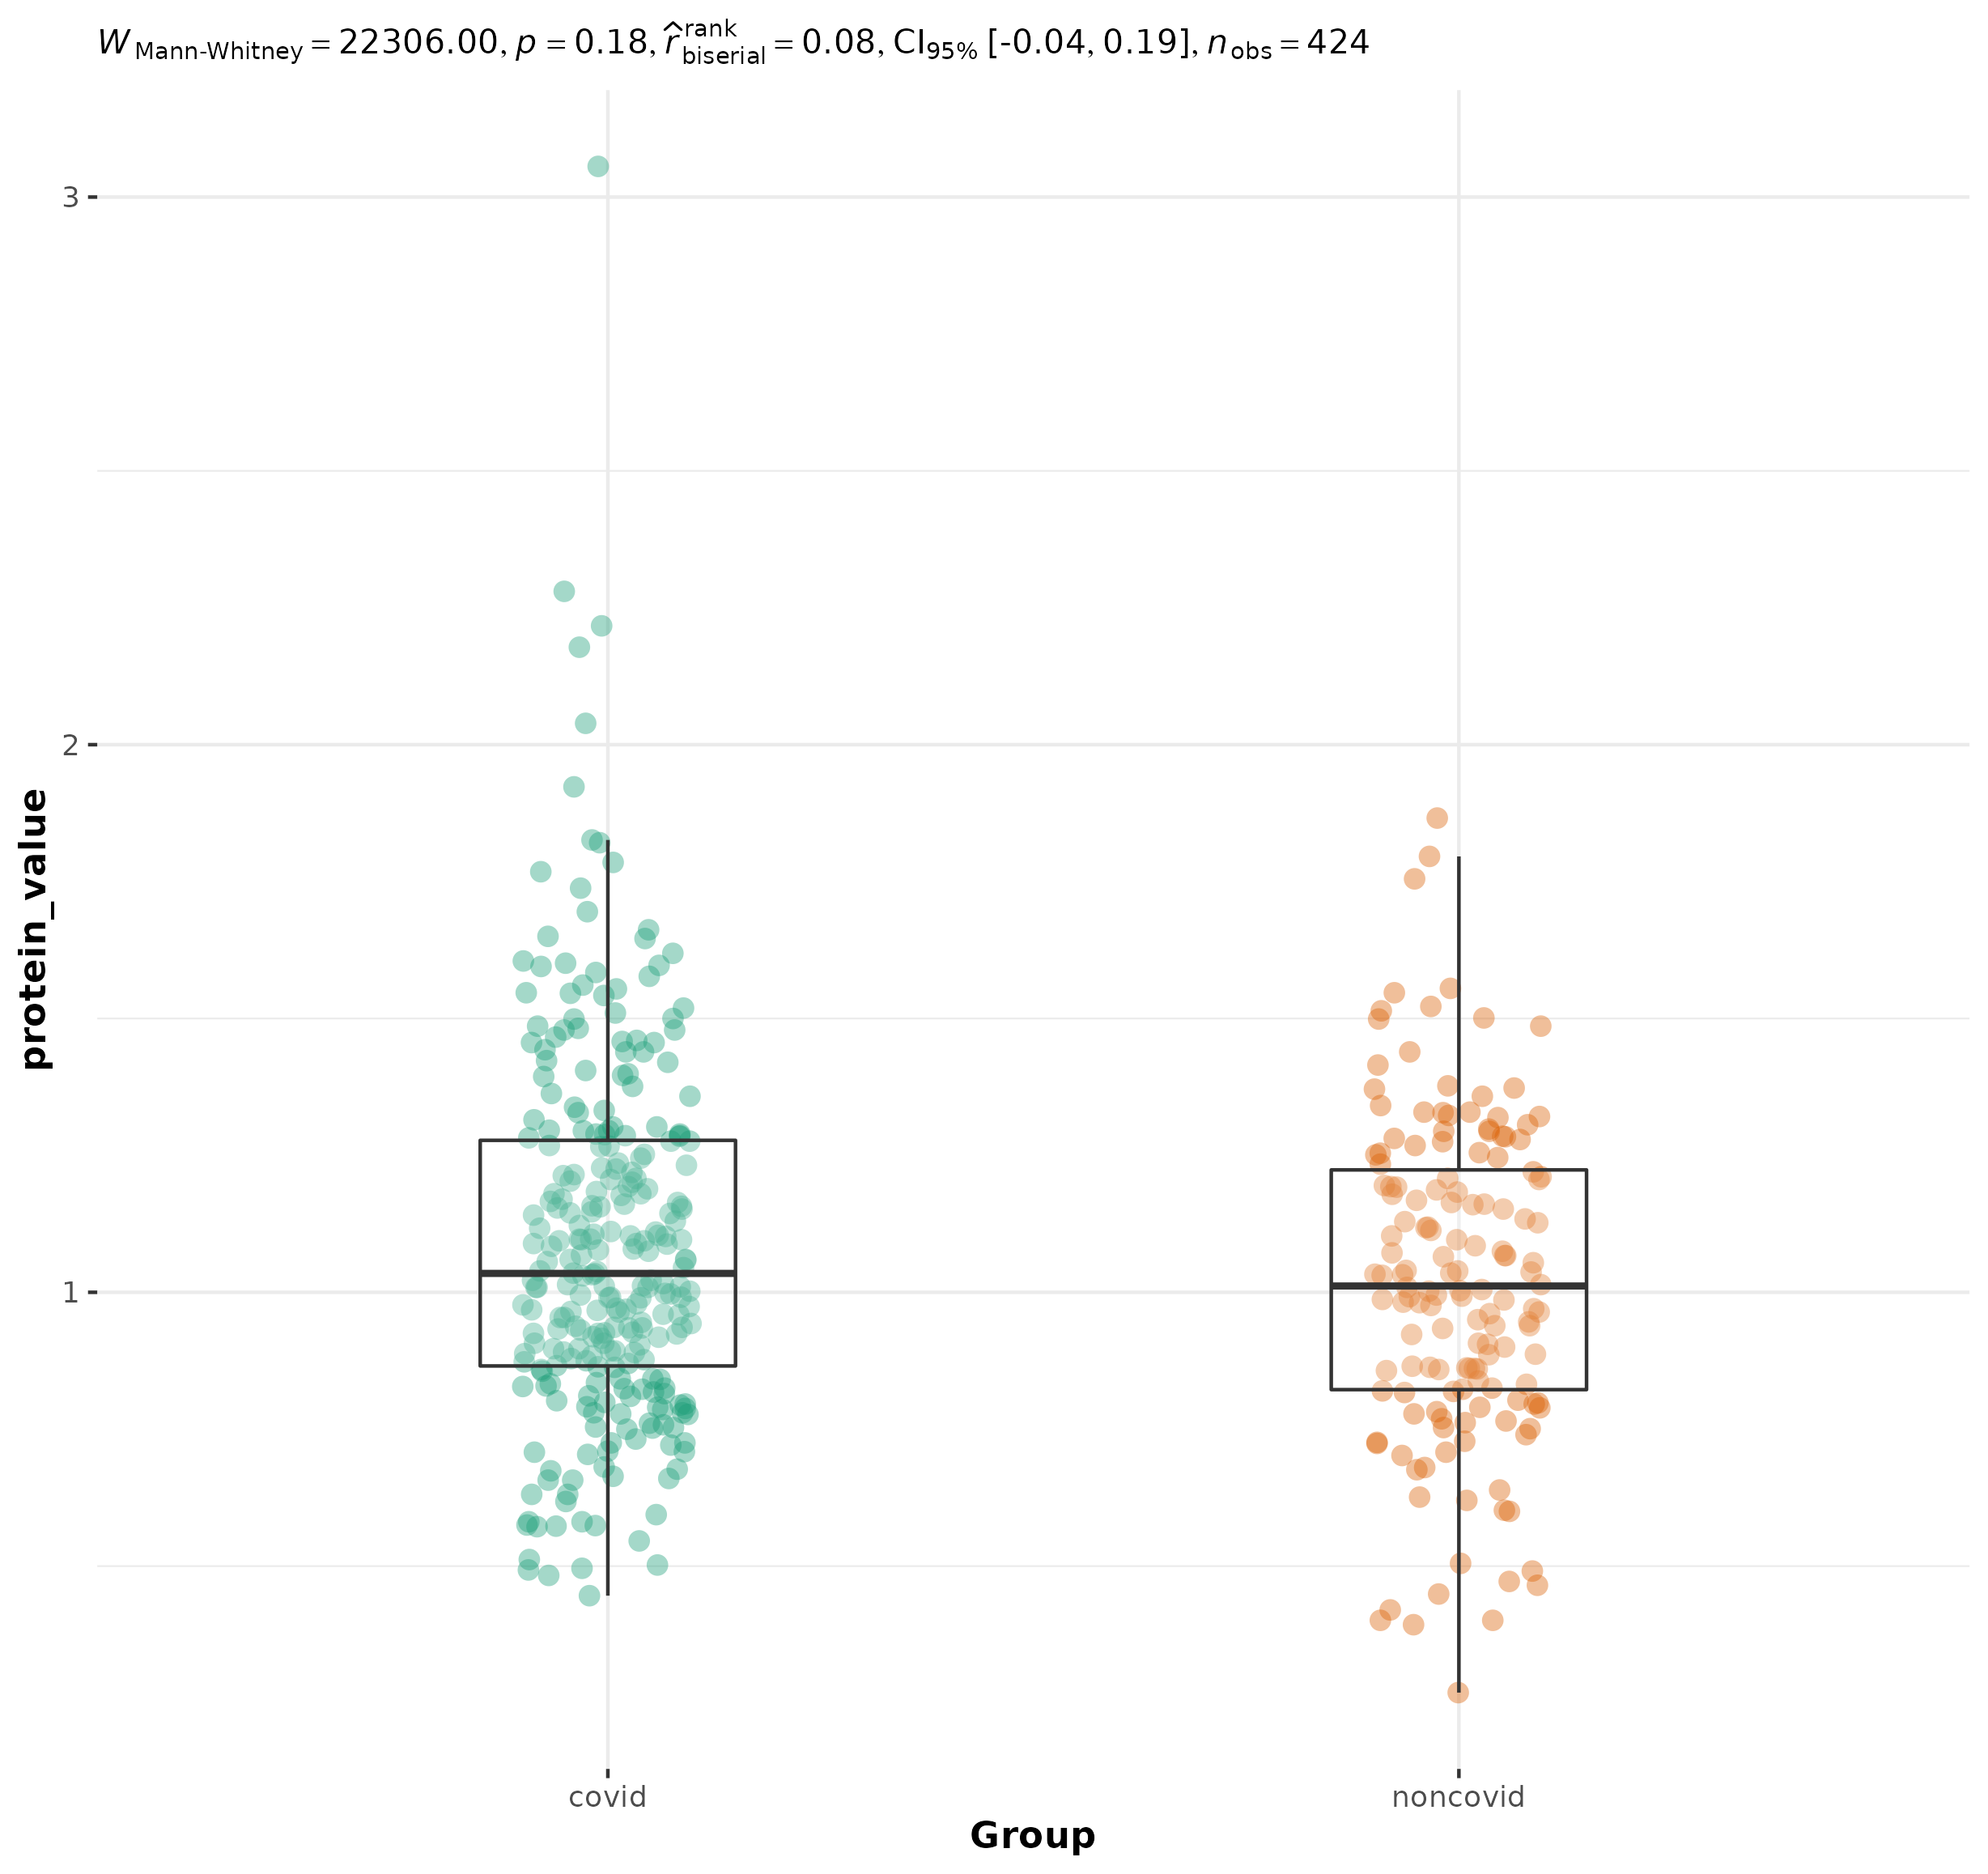 W Mann-Whitney = 22306.00, p = 0.18, r̂ rank biserial = 0.08, CI95% [-0.04, 0.19], n obs = 424
3
2
1
protein_value
covid noncovid
Group